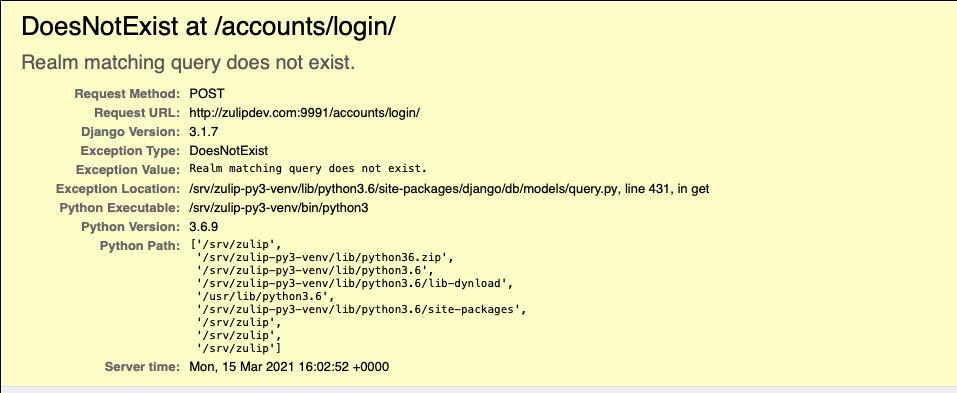 DoesNotExist at /accounts/login/
Realm matching query does not exist.
Request Method: POST
Request URL: http://zulipdev.com:9991/accounts/login/
Django Version: 3.1.7
Exception Type: DoesNotExist
Exception Value: Realm matching query does not exist.
Exception Location: /srv/zulip-py3-venv/lib/python3.6/site-packages/django/db/models/query.py, line 431, in get
Python Executable: /srv/zulip-py3-venv/bin/python3
Python Version: 3.6.9
Python Path: ['/srv/zulip',
'/srv/zulip-py3-venv/lib/python36.zip',
'/srv/zulip-py3-venv/lib/python3.6',
'/srv/zulip-py3-venv/lib/python3.6/lib-dynload',
'/usr/lib/python3.6',
'/srv/zulip-py3-venv/lib/python3.6/site-packages',
'/srv/zulip',
'/srv/zulip',
'/srv/zulip']
Server time: Mon, 15 Mar 2021 16:02:52 +0000